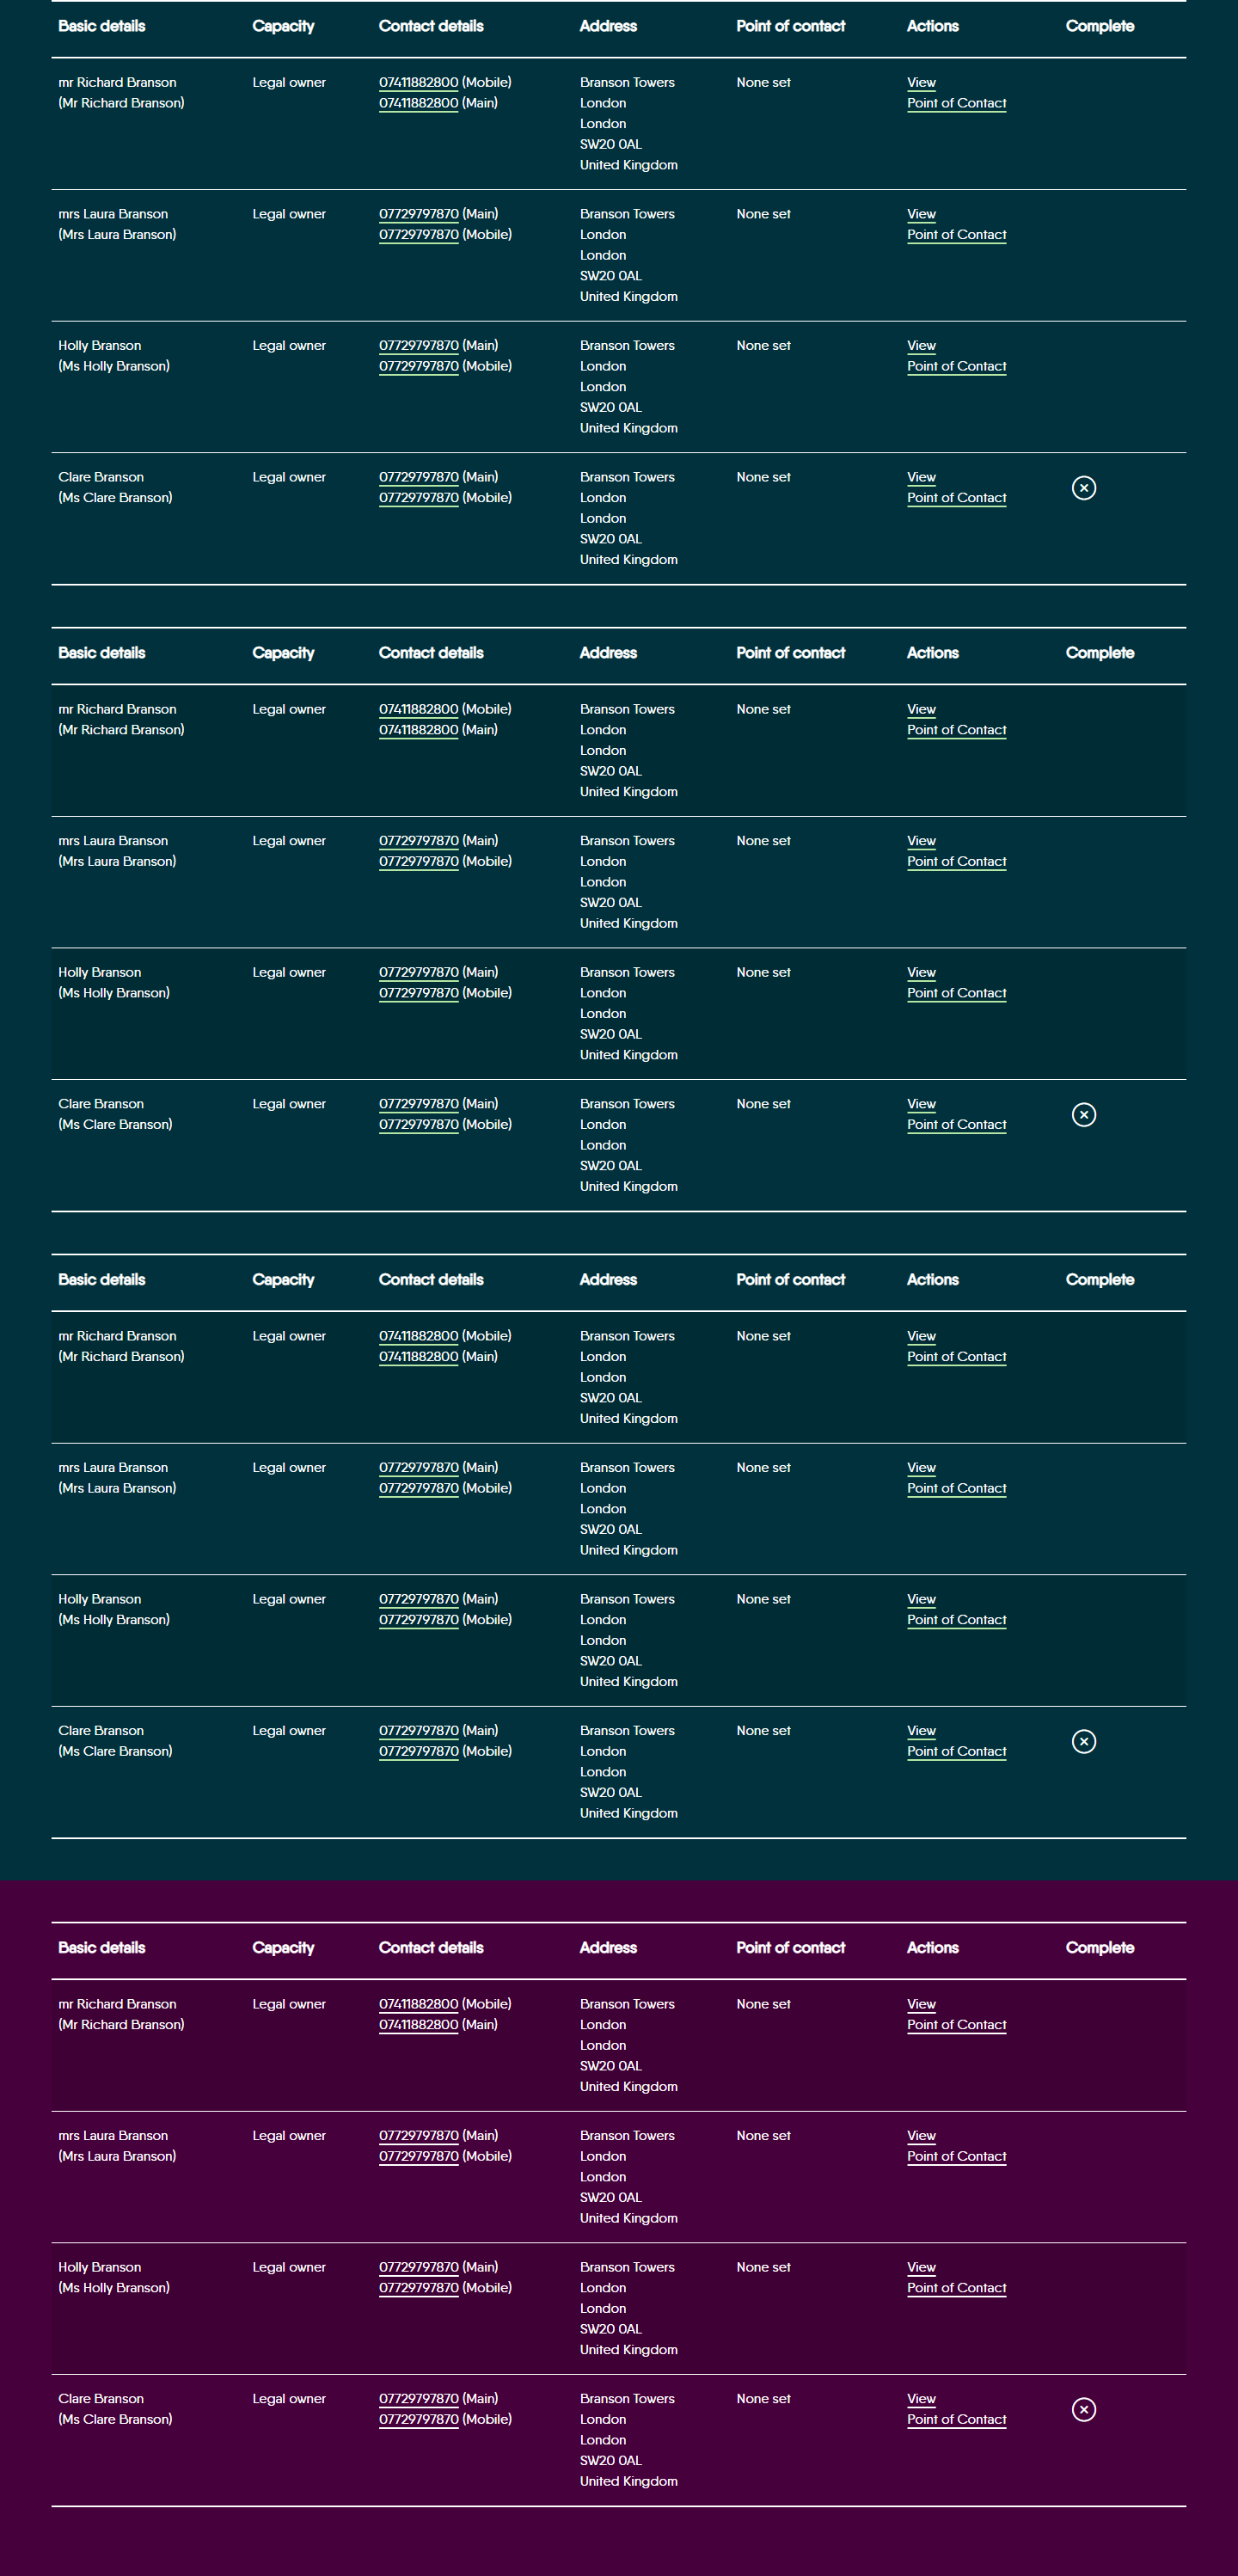 Basic details Capacity Contact details Address Point of contact Actions Complete
mr Richard Branson Legal owner 07411882800 (Mobile) Branson Towers None set View
(Mr Richard Branson) 07411882800 (Main) London Point of Contact
London
SW20 0AL
United Kingdom
mrs Laura Branson Legal owner 07729797870 (Main) Branson Towers None set View
(Mrs Laura Branson) 07729797870 (Mobile) London Point of Contact
London
SW20 0AL
United Kingdom
Holly Branson Legal owner 07729797870 (Main) Branson Towers None set View
(Ms Holly Branson) 07729797870 (Mobile) London Point of Contact
London
SW20 0AL
United Kingdom
Clare Branson Legal owner 07729797870 (Main) Branson Towers None set View
(Ms Clare Branson) 07729797870 (Mobile) London Point of Contact
London
SW20 0AL
United Kingdom
Basic details Capacity Contact details Address Point of contact Actions Complete
mr Richard Branson Legal owner 07411882800 (Mobile) Branson Towers None set View
(Mr Richard Branson) 07411882800 (Main) London Point of Contact
London
SW20 0AL
United Kingdom
mrs Laura Branson Legal owner 07729797870 (Main) Branson Towers None set View
(Mrs Laura Branson) 07729797870 (Mobile) London Point of Contact
London
SW20 0AL
United Kingdom
Holly Branson Legal owner 07729797870 (Main) Branson Towers None set View
(Ms Holly Branson) 07729797870 (Mobile) London Point of Contact
London
SW20 0AL
United Kingdom
Clare Branson Legal owner 07729797870 (Main) Branson Towers None set View
(Ms Clare Branson) 07729797870 (Mobile) London Point of Contact
London
SW20 0AL
United Kingdom
Basic details Capacity Contact details Address Point of contact Actions Complete
mr Richard Branson Legal owner 07411882800 (Mobile) Branson Towers None set View
(Mr Richard Branson) 07411882800 (Main) London Point of Contact
London
SW20 0AL
United Kingdom
mrs Laura Branson Legal owner 07729797870 (Main) Branson Towers None set View
(Mrs Laura Branson) 07729797870 (Mobile) London Point of Contact
London
SW20 0AL
United Kingdom
Holly Branson Legal owner 07729797870 (Main) Branson Towers None set View
(Ms Holly Branson) 07729797870 (Mobile) London Point of Contact
London
SW20 0AL
United Kingdom
Clare Branson Legal owner 07729797870 (Main) Branson Towers None set View
(Ms Clare Branson) 07729797870 (Mobile) London Point of Contact
London
SW20 0AL
United Kingdom
Basic details Capacity Contact details Address Point of contact Actions Complete
mr Richard Branson Legal owner 07411882800 (Mobile) Branson Towers None set View
(Mr Richard Branson) 07411882800 (Main) London Point of Contact
London
SW20 0AL
United Kingdom
mrs Laura Branson Legal owner 07729797870 (Main) Branson Towers None set View
(Mrs Laura Branson) 07729797870 (Mobile) London Point of Contact
London
SW20 0AL
United Kingdom
Holly Branson Legal owner 07729797870 (Main) Branson Towers None set View
(Ms Holly Branson) 07729797870 (Mobile) London Point of Contact
London
SW20 0AL
United Kingdom
Clare Branson Legal owner 07729797870 (Main) Branson Towers None set View
(Ms Clare Branson) 07729797870 (Mobile) London Point of Contact
London
SW20 0AL
United Kingdom